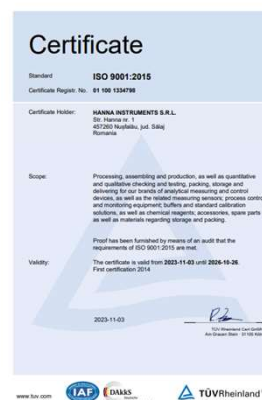 Certificate
Standard ISO 9001:2015
Certificate Registr. No. 01 100 1334798
Certificate Holder: HANNA INSTRUMENTS S.R.L.
Str. Hanna nr. 1
457260 Nușfalău, jud. Sălaj
Romania
Scope: Processing, assembling and production, as well as quantitative
and qualitative checking and testing, packing, storage and
delivering for our brands of analytical measuring and control
devices, as well as the related measuring sensors; process control
and monitoring equipment; buffers and standard calibration
solutions, as well as chemical reagents; accessories, spare parts
as well as materials regarding storage and packing.
Proof has been furnished by means of an audit that the
requirements of ISO 9001:2015 are met.
Validity: The certificate is valid from 2023-11-03 until 2026-10-26.
First certification 2014
2023-11-03
TÜV Rheinland Cert GmbH
Am Grauen Stein · 51105 Köln
www.tuv.com
IAF
DAkkS
TÜVRheinland